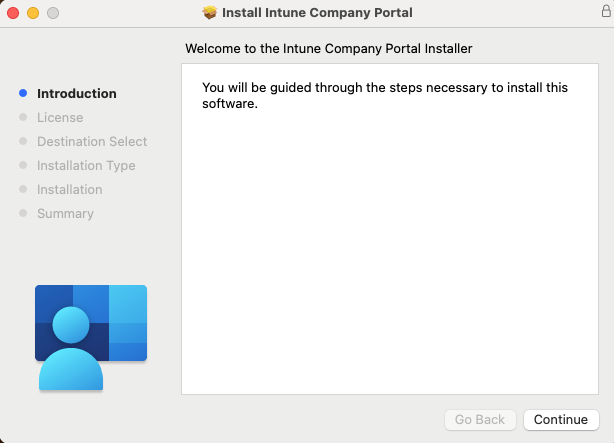 Install Intune Company Portal
Welcome to the Intune Company Portal Installer
Introduction
License
Destination Select
Installation Type
Installation
Summary
You will be guided through the steps necessary to install this
software.
Go Back
Continue